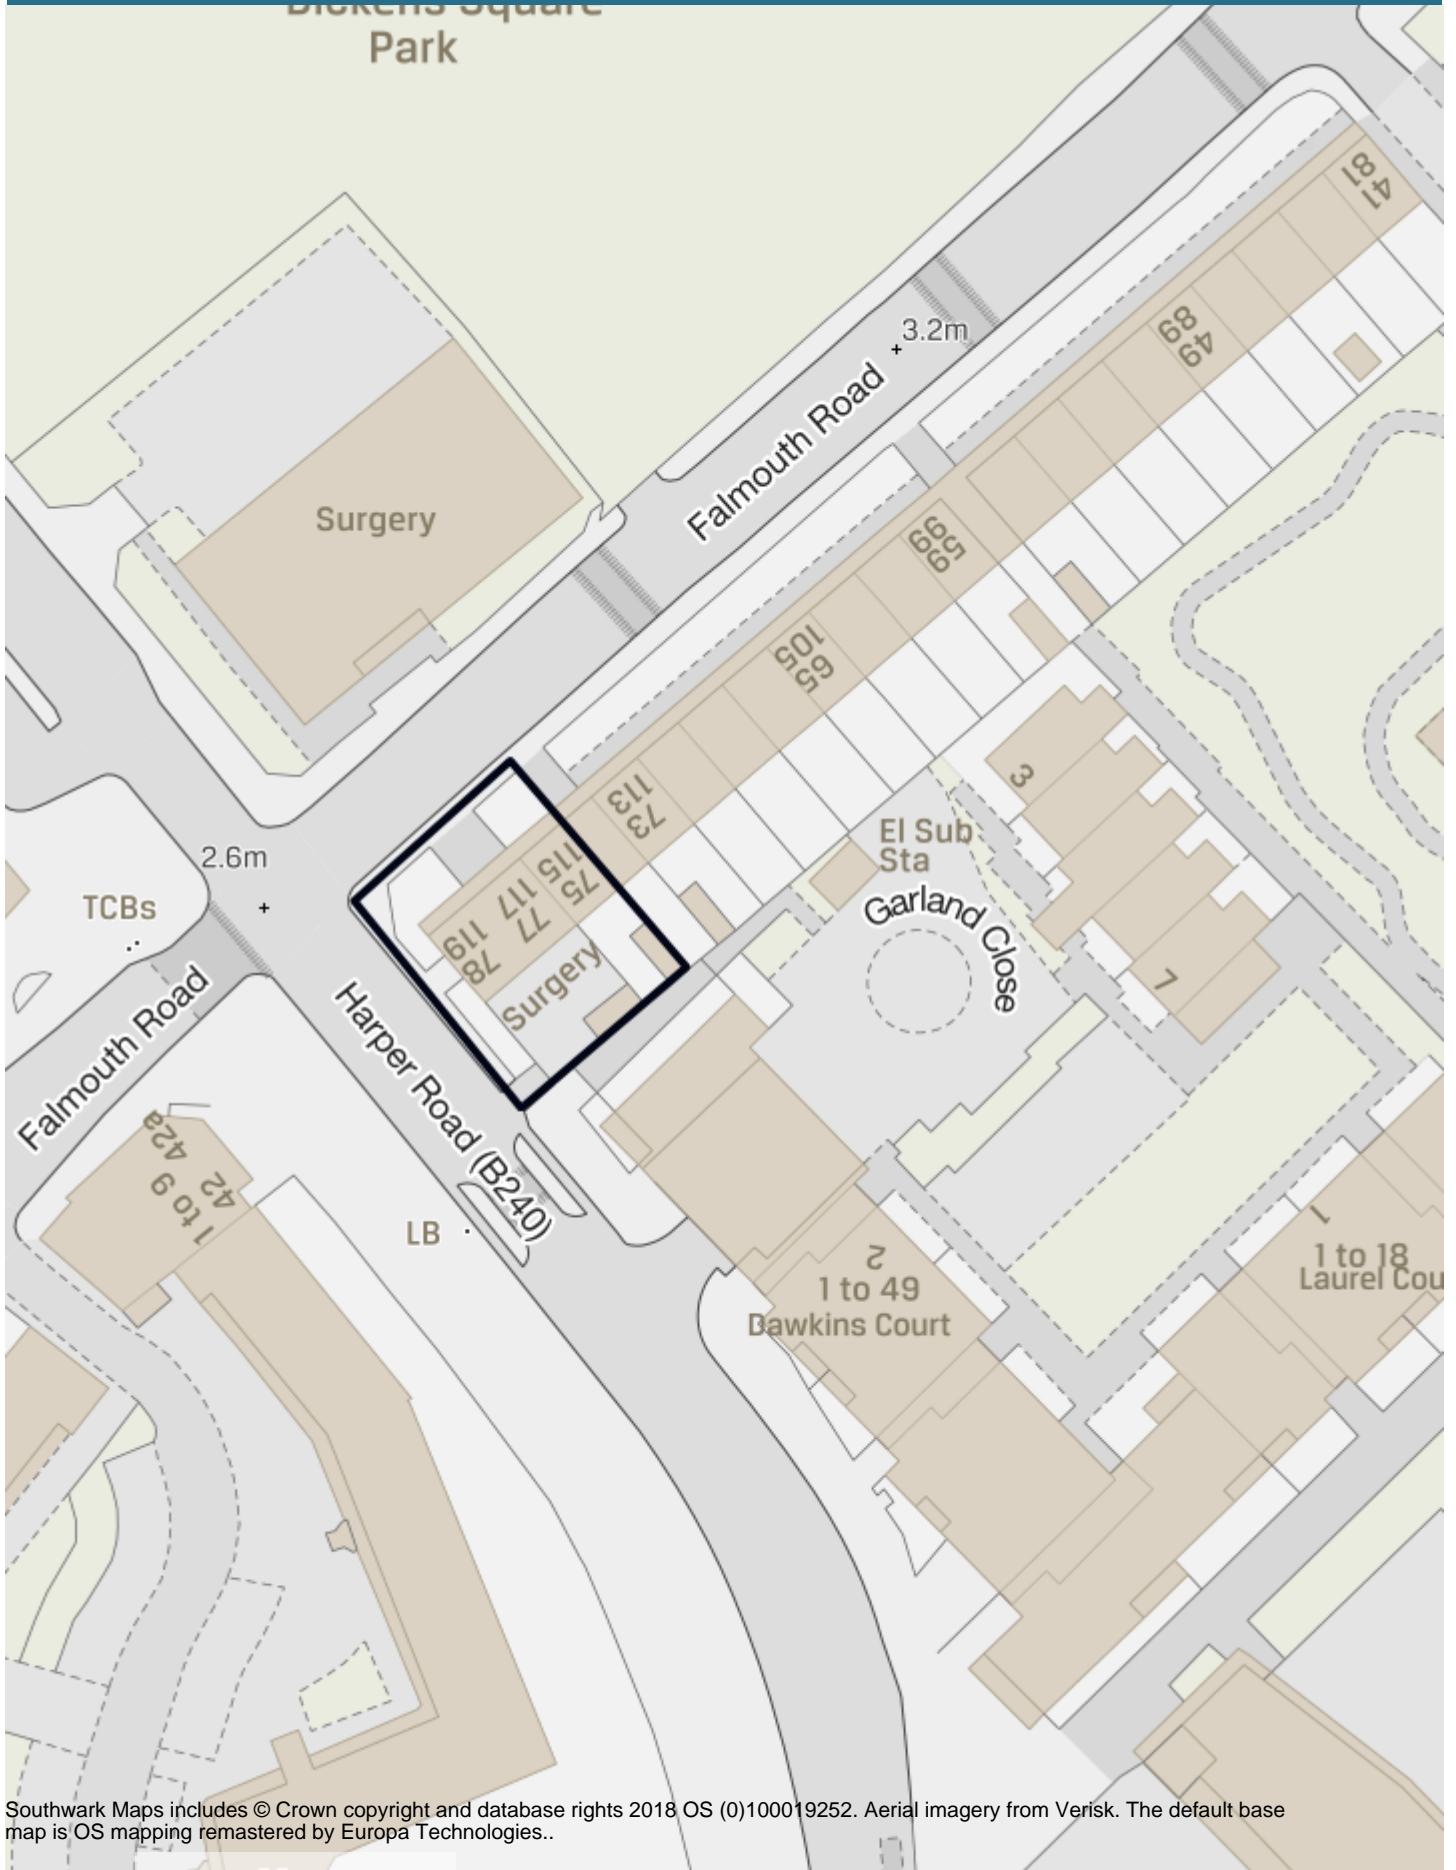 Dickens Square
Park
41
81
3.2m
49
89
Falmouth Road
Surgery
59
99
65
105
3
73
113
El Sub
Sta
2.6m
75
115
77
117
78
119
TCBs
Garland Close
Surgery
7
Falmouth Road
Harper Road (B240)
42a
1 to 9
42
LB
2
1 to 49
Dawkins Court
1
1 to 18
Laurel Cou
Southwark Maps includes © Crown copyright and database rights 2018 OS (0)100019252. Aerial imagery from Verisk. The default base
map is OS mapping remastered by Europa Technologies..